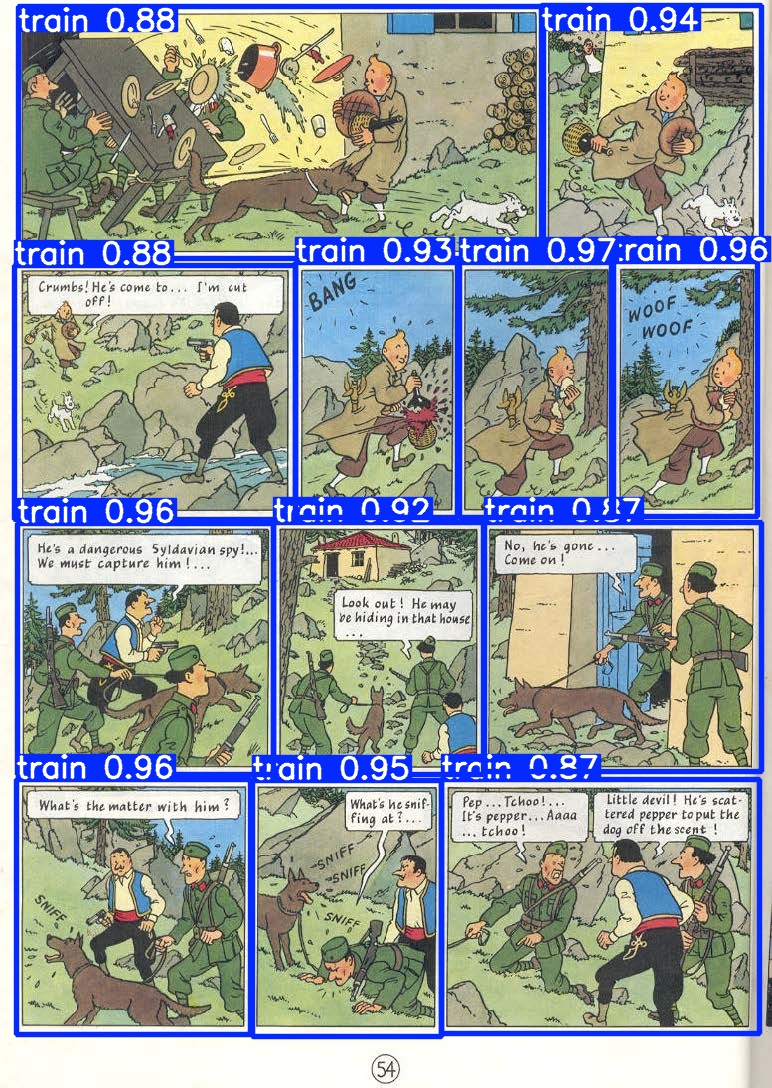 train 0.88
train 0.94
train 0.88
Crumbs! He's come to... I'm cut
off!
train 0.93
BANG
train 0.97
train 0.96
WOOF
WOOF
train 0.96
He's a dangerous Syldavian spy!...
We must capture him!...
train 0.92
Look out! He may
be hiding in that house
...
train 0.87
No, he's gone...
Come on!
train 0.96
What's the matter with him?
SNIFF
train 0.95
What's he snif-
fing at?...
SNIFF
SNIFF
SNIFF
train 0.87
Pep...Tchoo!...
It's pepper...Aaaa
...tchoo!
Little devil! He's scat-
tered pepper to put the
dog off the scent!
54